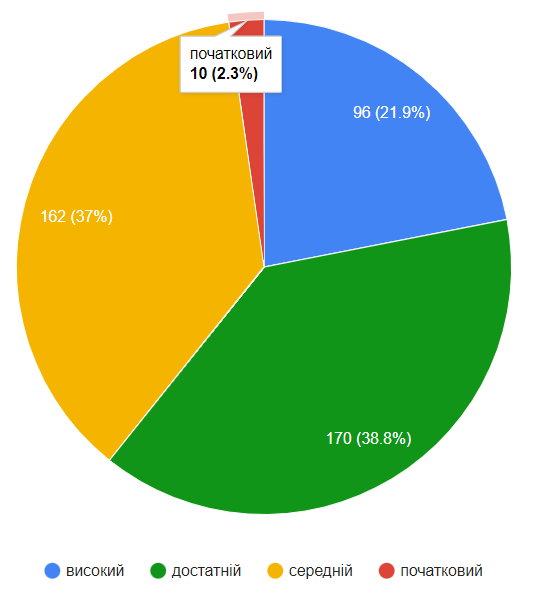 початковий
10 (2.3%)
96 (21.9%)
162 (37%)
170 (38.8%)
високий
достатній
середній
початковий